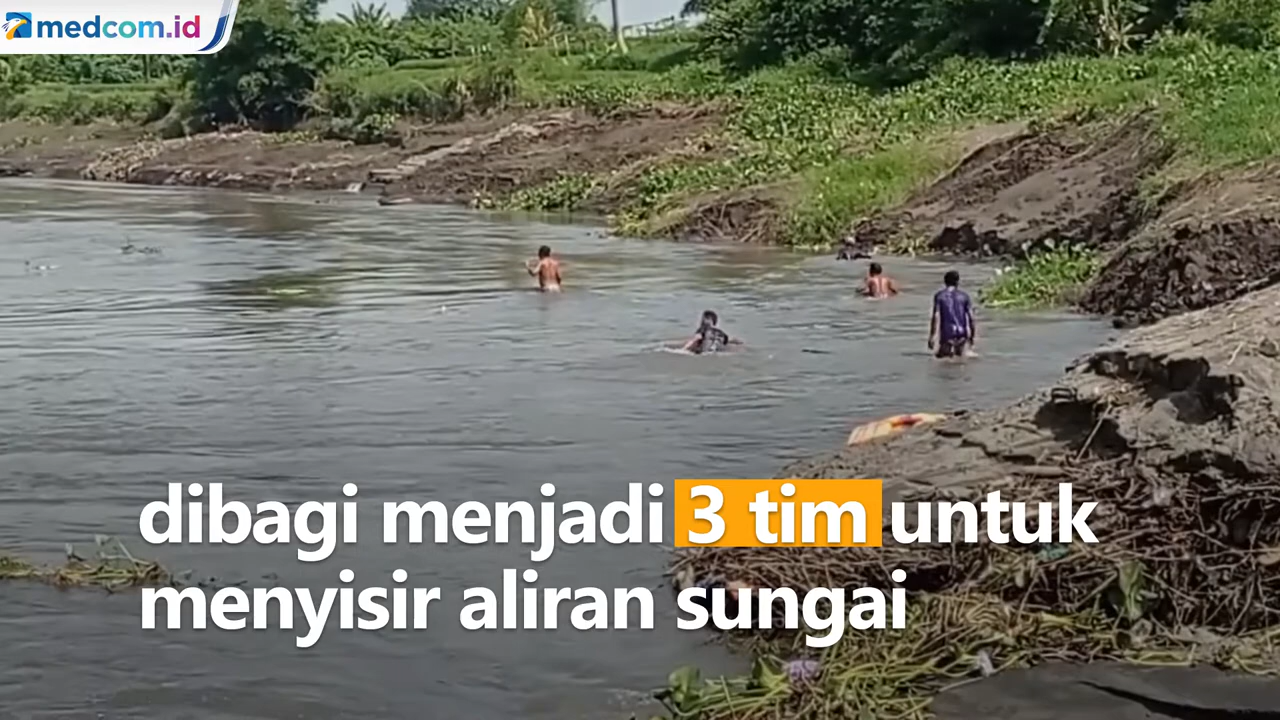 medcom.id
dibagi menjadi 3 tim untuk
menyisir aliran sungai